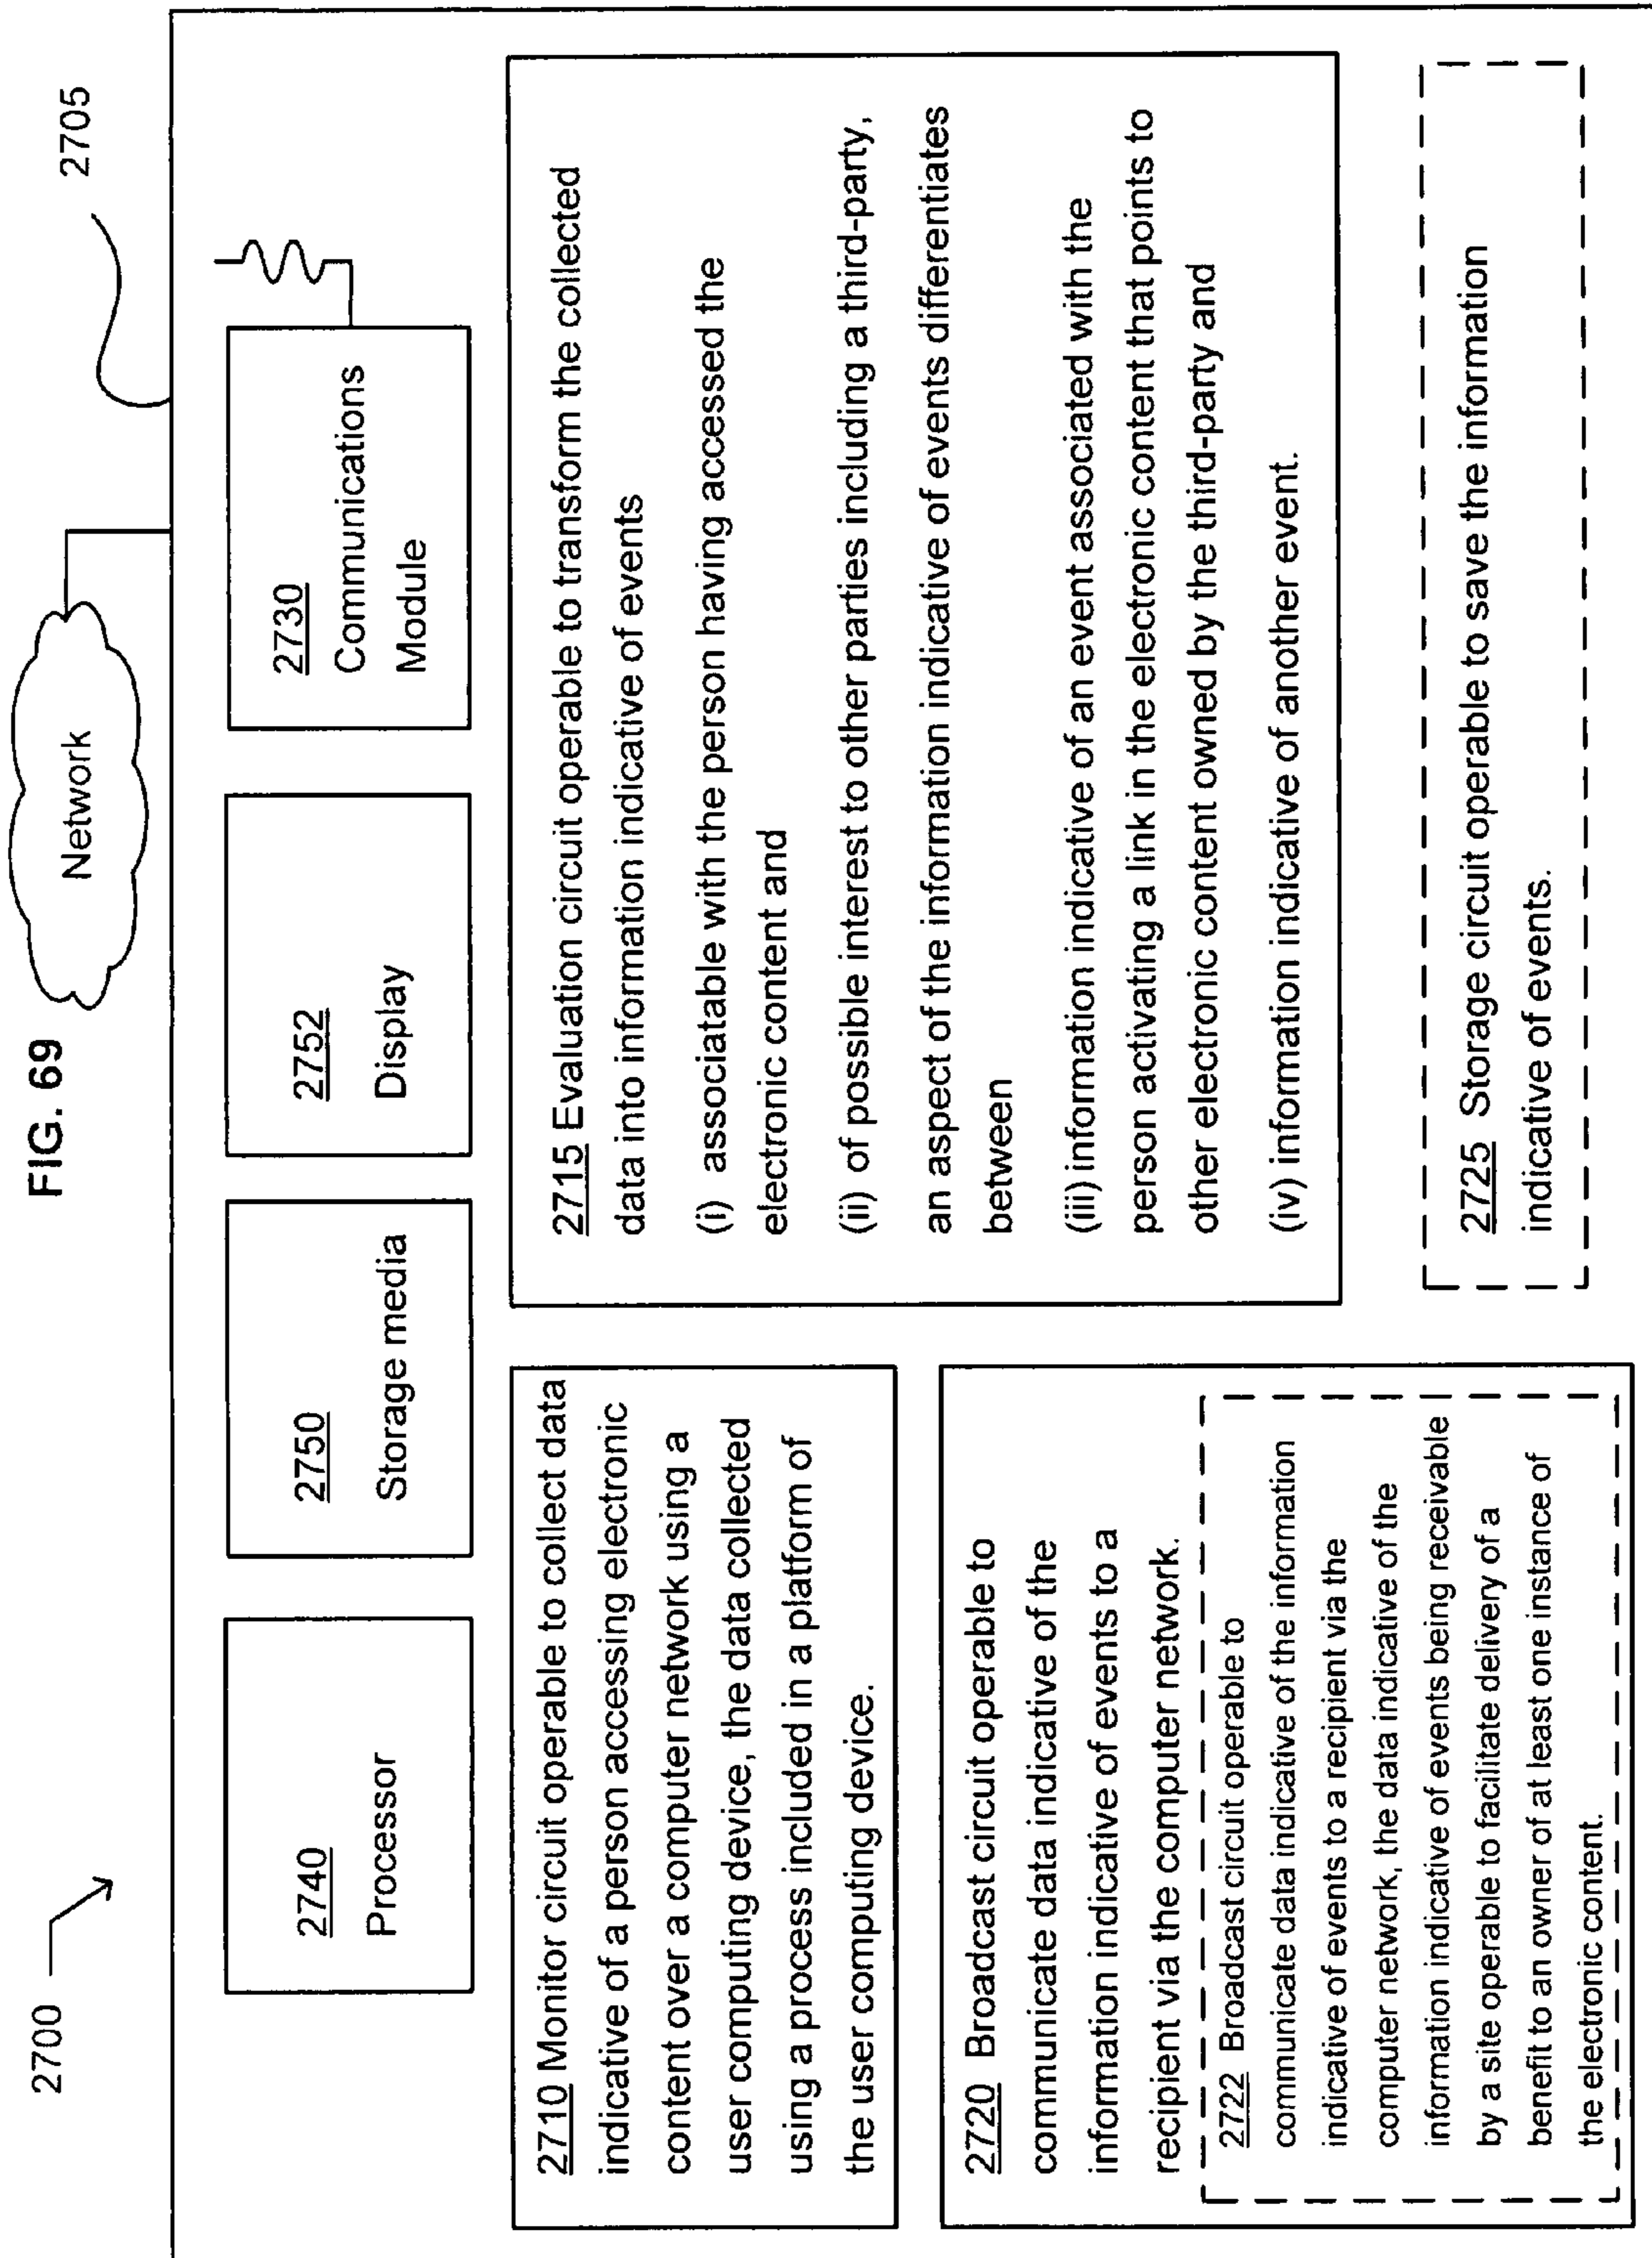 FIG. 69
2700
Network
2705
2740
Processor
2750
Storage media
2752
Display
2730
Communications
Module
2710 Monitor circuit operable to collect data
indicative of a person accessing electronic
content over a computer network using a
user computing device, the data collected
using a process included in a platform of
the user computing device.
2720 Broadcast circuit operable to
communicate data indicative of the
information indicative of events to a
recipient via the computer network.
2722 Broadcast circuit operable to
communicate data indicative of the information
indicative of events to a recipient via the
computer network, the data indicative of the
information indicative of events being receivable
by a site operable to facilitate delivery of a
benefit to an owner of at least one instance of
the electronic content.
2715 Evaluation circuit operable to transform the collected
data into information indicative of events
(i) associatable with the person having accessed the
electronic content and
(ii) of possible interest to other parties including a third-party,
an aspect of the information indicative of events differentiates
between
(iii) information indicative of an event associated with the
person activating a link in the electronic content that points to
other electronic content owned by the third-party and
(iv) information indicative of another event.
2725 Storage circuit operable to save the information
indicative of events.